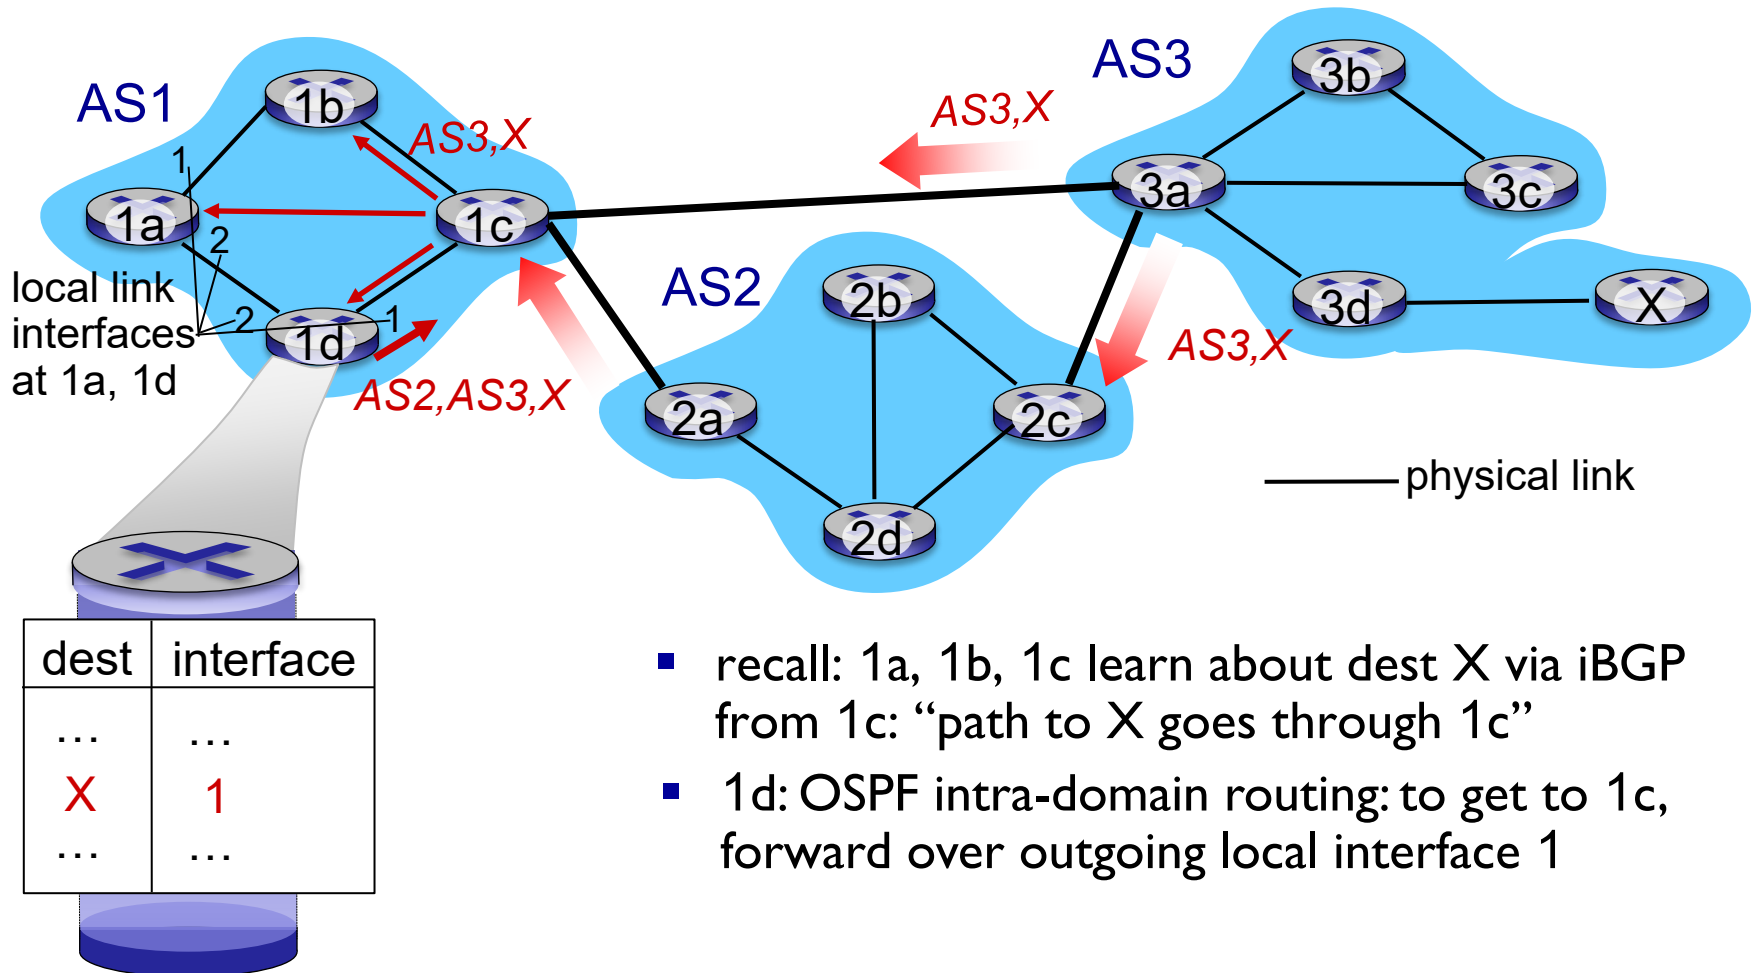 AS3
3b
AS1
1b
AS3,X
AS3,X
1
3a
3c
1a
1c
2
AS2
2b
3d
X
local link
interfaces
at 1a, 1d
2
1
1d
AS3,X
AS2,AS3,X
2a
2c
physical link
2d
dest interface
... ...
X 1
... ...
recall: 1a, 1b, 1c learn about dest X via iBGP
from 1c: “path to X goes through 1c”
1d: OSPF intra-domain routing: to get to 1c,
forward over outgoing local interface 1